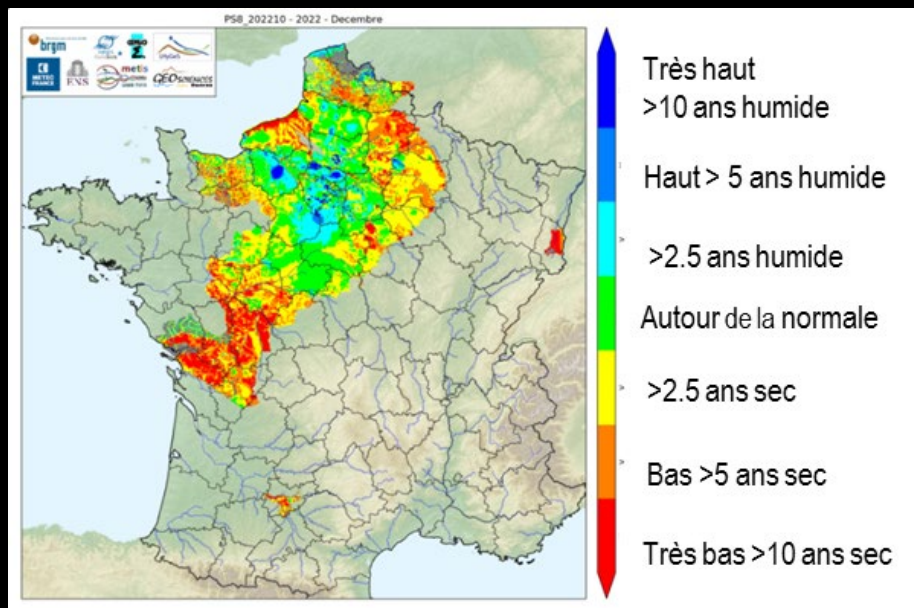 PS8_202210 - 2022 - Decembre
brgm
METEO
FRANCE
ENS
metis
GÉOSCIENCES
Très haut
>10 ans humide
Haut > 5 ans humide
>2.5 ans humide
Autour de la normale
>2.5 ans sec
Bas >5 ans sec
Très bas >10 ans sec